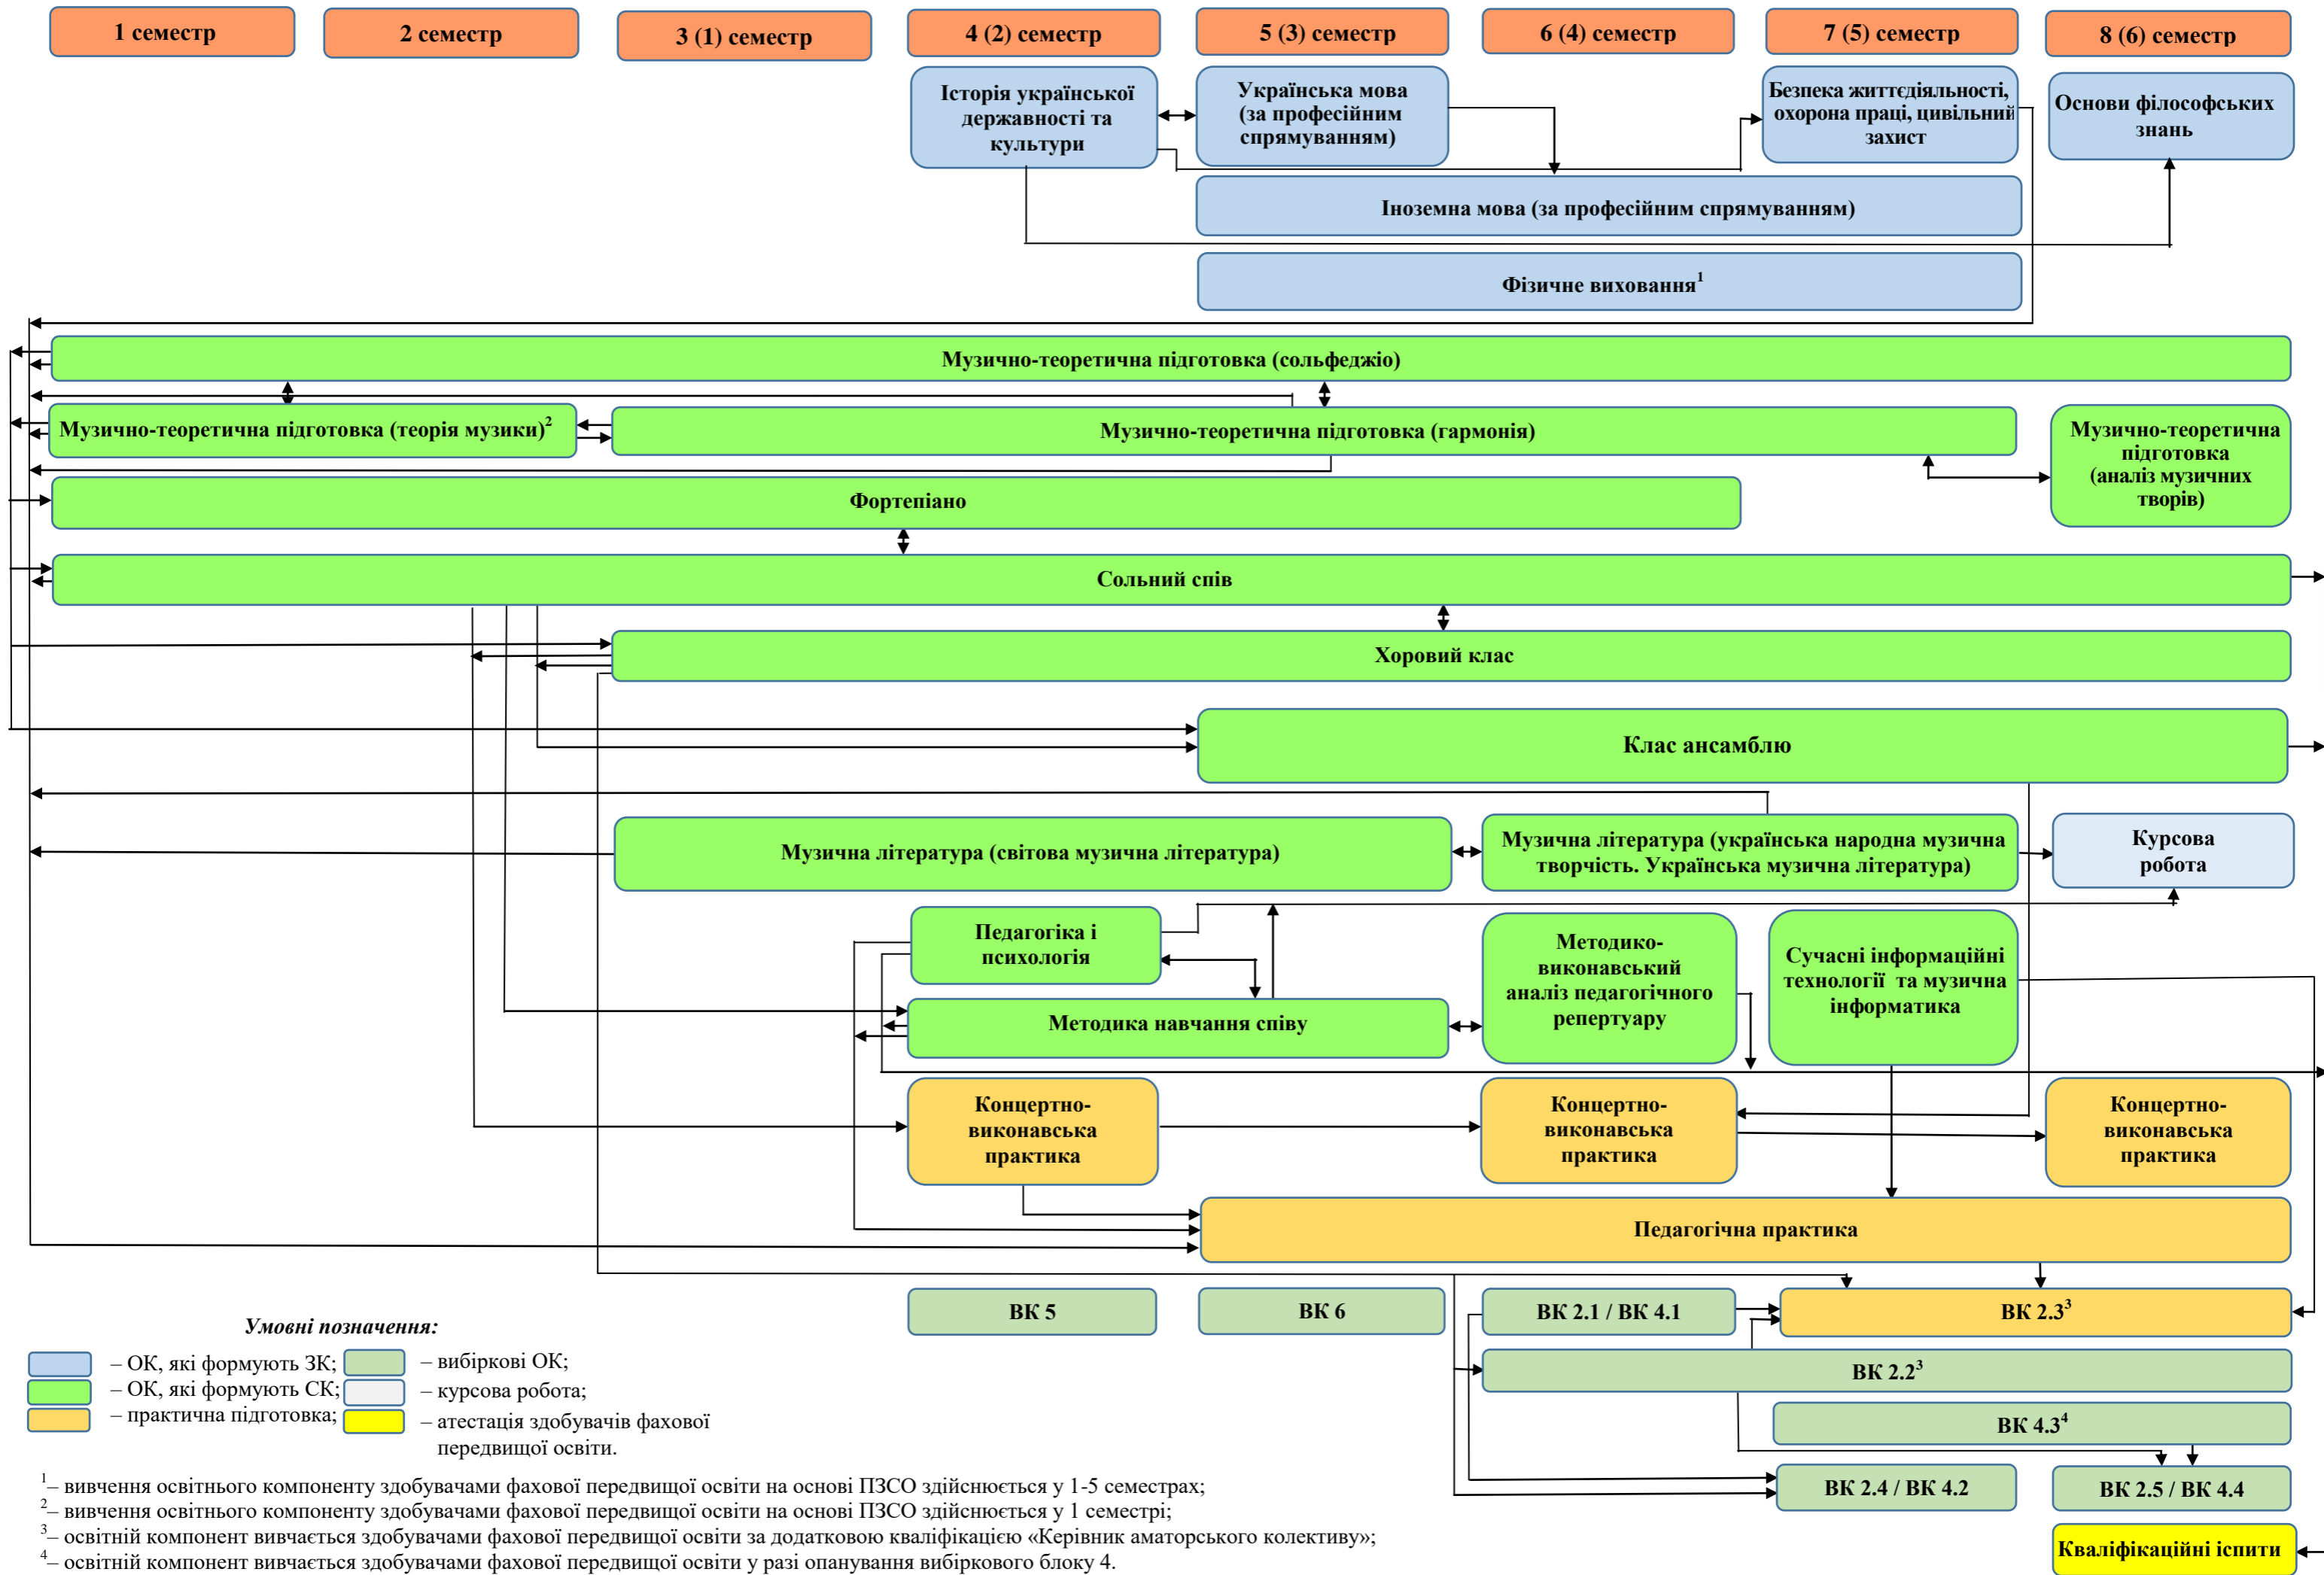 1 семестр
2 семестр
3 (1) семестр
4 (2) семестр
5 (3) семестр
6 (4) семестр
7 (5) семестр
8 (6) семестр
Історія української
державності та
культури
Українська мова
(за професійним
спрямуванням)
Безпека життєдіяльності,
охорона праці, цивільний
захист
Основи філософських
знань
Іноземна мова (за професійним спрямуванням)
Фізичне виховання1
Музично-теоретична підготовка (сольфеджіо)
Музично-теоретична підготовка (теорія музики)2
Музично-теоретична підготовка (гармонія)
Музично-теоретична
підготовка
(аналіз музичних
творів)
Фортепіано
Сольний спів
Хоровий клас
Клас ансамблю
Музична література (світова музична література)
Музична література (українська народна музична
творчість. Українська музична література)
Курсова
робота
Педагогіка і
психологія
Методико-
виконавський
аналіз педагогічного
репертуару
Сучасні інформаційні
технології та музична
інформатика
Методика навчання співу
Концертно-
виконавська
практика
Концертно-
виконавська
практика
Концертно-
виконавська
практика
Педагогічна практика
ВК 5
ВК 6
ВК 2.1 / ВК 4.1
ВК 2.3³
ВК 2.2³
ВК 4.3⁴
ВК 2.4 / ВК 4.2
ВК 2.5 / ВК 4.4
Кваліфікаційні іспити
Умовні позначення:
– ОК, які формують ЗК;
– ОК, які формують СК;
– практична підготовка;
– вибіркові ОК;
– курсова робота;
– атестація здобувачів фахової
передвищої освіти.
1– вивчення освітнього компоненту здобувачами фахової передвищої освіти на основі ПЗСО здійснюється у 1-5 семестрах;
2– вивчення освітнього компоненту здобувачами фахової передвищої освіти на основі ПЗСО здійснюється у 1 семестрі;
3– освітній компонент вивчається здобувачами фахової передвищої освіти за додатковою кваліфікацією «Керівник аматорського колективу»;
4– освітній компонент вивчається здобувачами фахової передвищої освіти у разі опанування вибіркового блоку 4.